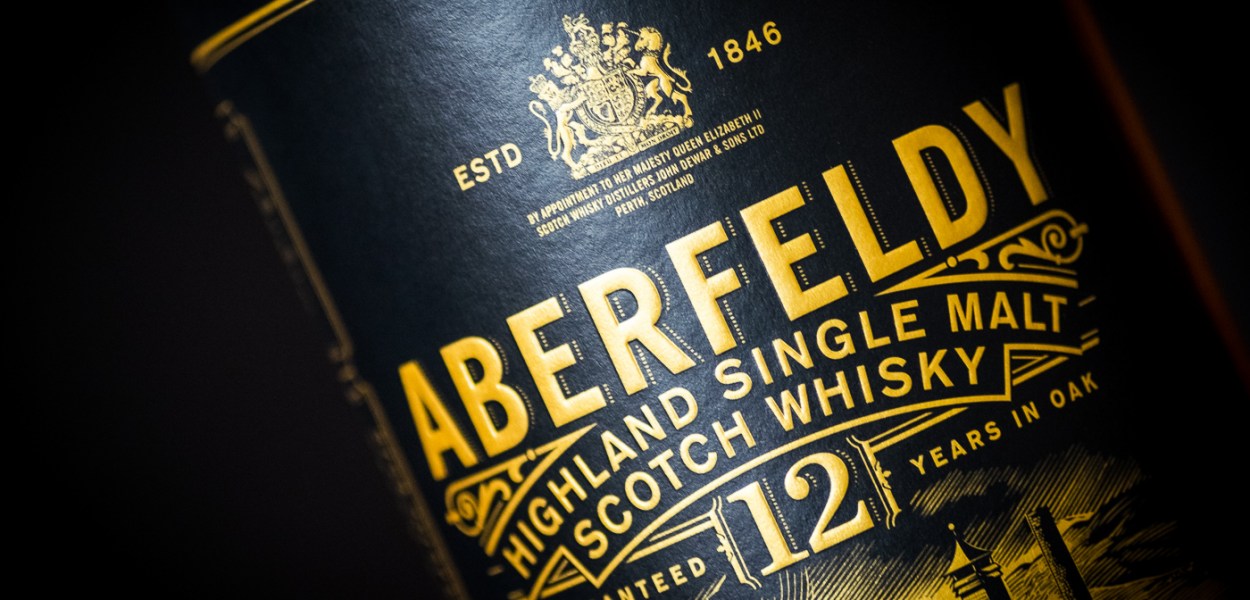 ESTD 1846
BY APPOINTMENT TO HER MAJESTY QUEEN ELIZABETH II
SCOTCH WHISKY DISTILLERS JOHN DEWAR & SONS LTD
PERTH, SCOTLAND
ABERFELDY
HIGHLAND SINGLE MALT
SCOTCH WHISKY
ANTEED 12 YEARS IN OAK